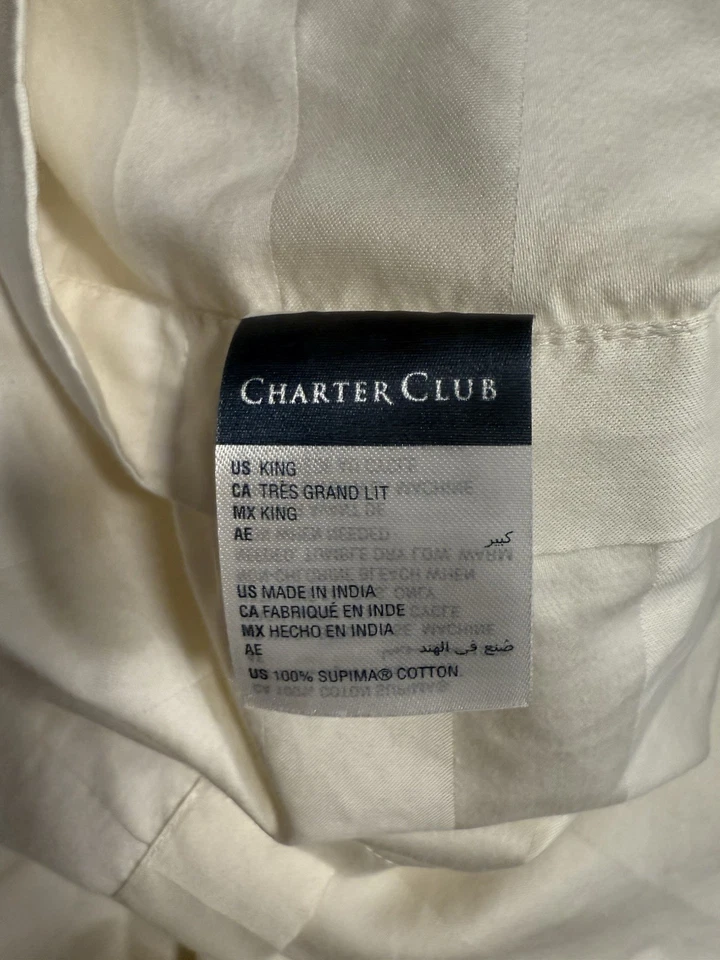 CHARTER CLUB
US KING
CA TRÈS GRAND LIT
MX KING
AE كبير
US MADE IN INDIA
CA FABRIQUÉ EN INDE
MX HECHO EN INDIA
AE صُنع في الهند
US 100% SUPIMA® COTTON